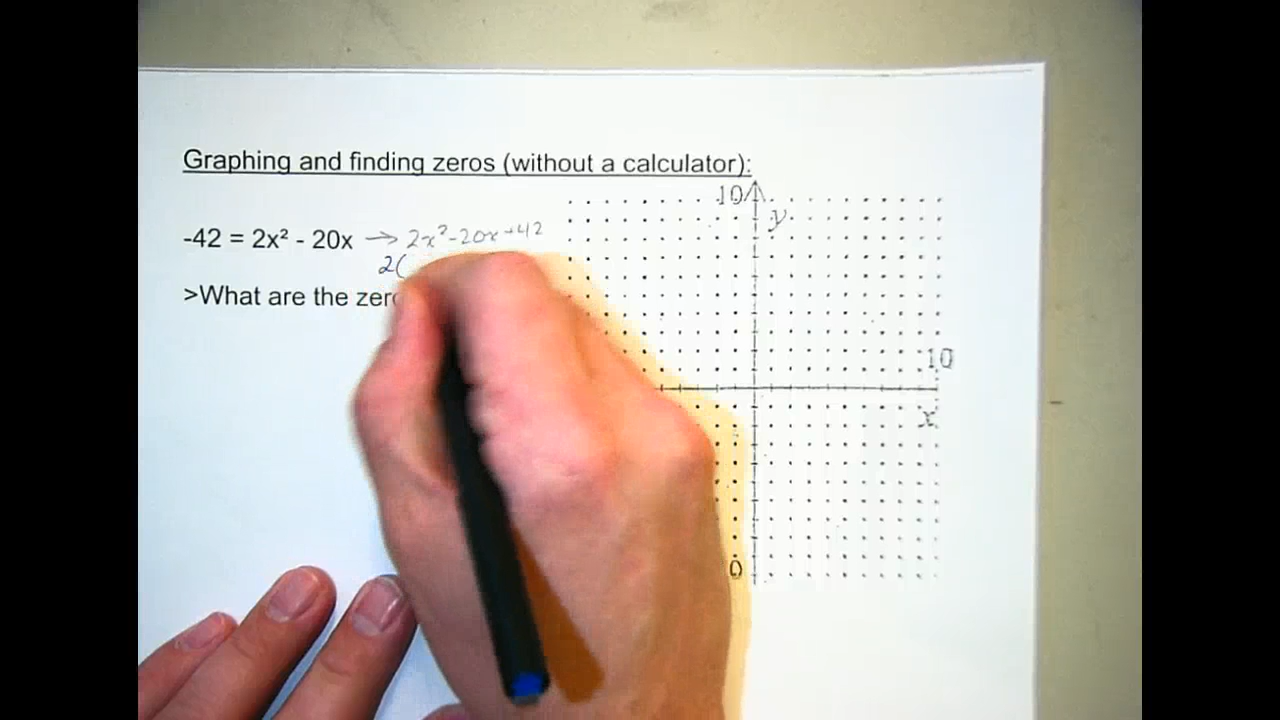 Graphing and finding zeros (without a calculator):
-42 = 2x² - 20x → 2x²-20x+42
2(
>What are the
10
y
10
x
0